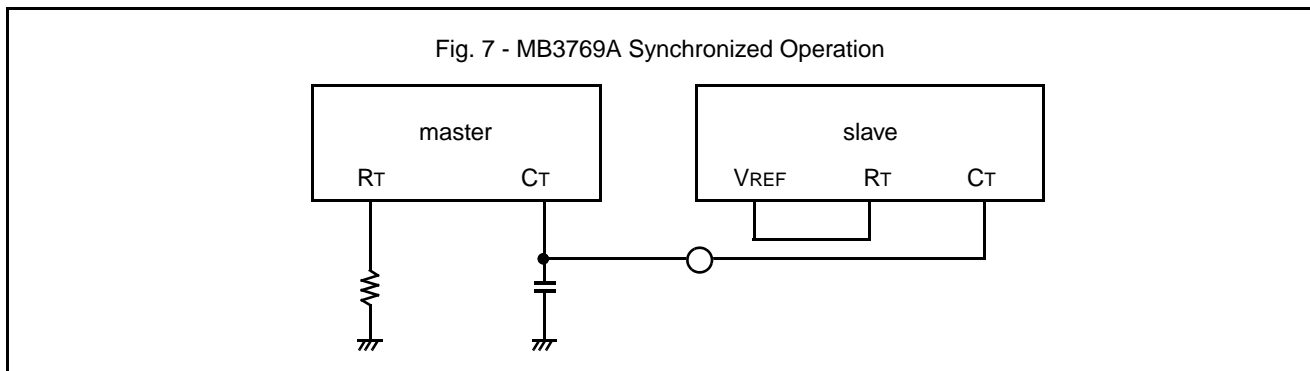 Fig. 7 - MB3769A Synchronized Operation
master
slave
RT
CT
VREF
RT
CT